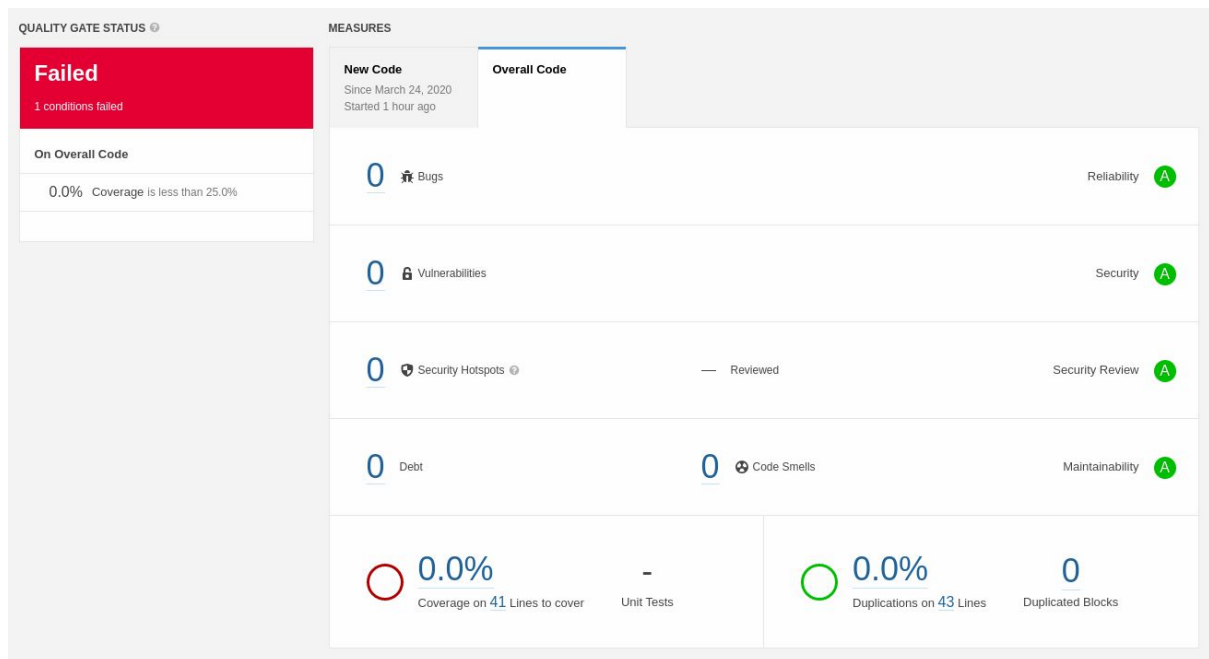 QUALITY GATE STATUS
MEASURES
Failed
1 conditions failed
On Overall Code
0.0% Coverage is less than 25.0%
New Code
Since March 24, 2020
Started 1 hour ago
Overall Code
0 Bugs
Reliability A
0 Vulnerabilities
Security A
0 Security Hotspots ?
— Reviewed
Security Review A
0 Debt
0 Code Smells
Maintainability A
0.0%
Coverage on 41 Lines to cover
-
Unit Tests
0.0%
Duplications on 43 Lines
0
Duplicated Blocks